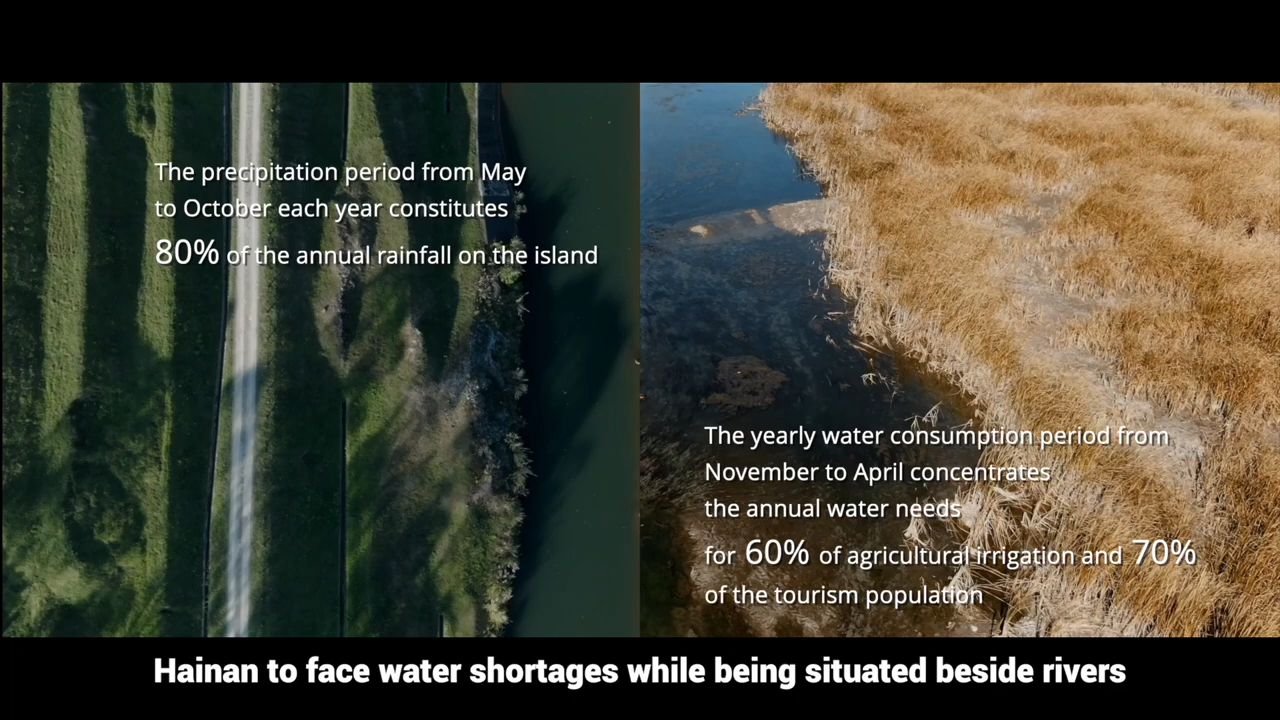 The precipitation period from May
to October each year constitutes
80% of the annual rainfall on the island
The yearly water consumption period from
November to April concentrates
the annual water needs
for 60% of agricultural irrigation and 70%
of the tourism population
Hainan to face water shortages while being situated beside rivers